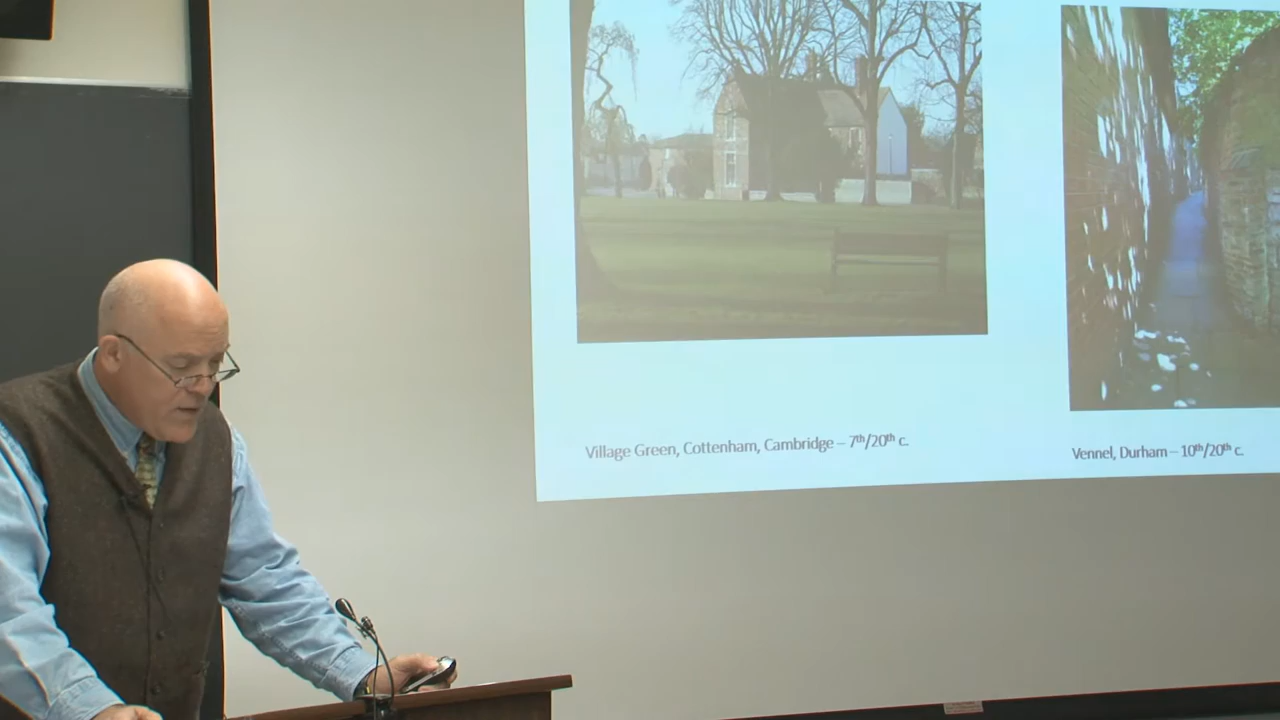 Village Green, Cottenham, Cambridge – 7th/20th c.
Vennel, Durham – 10th/20th c.